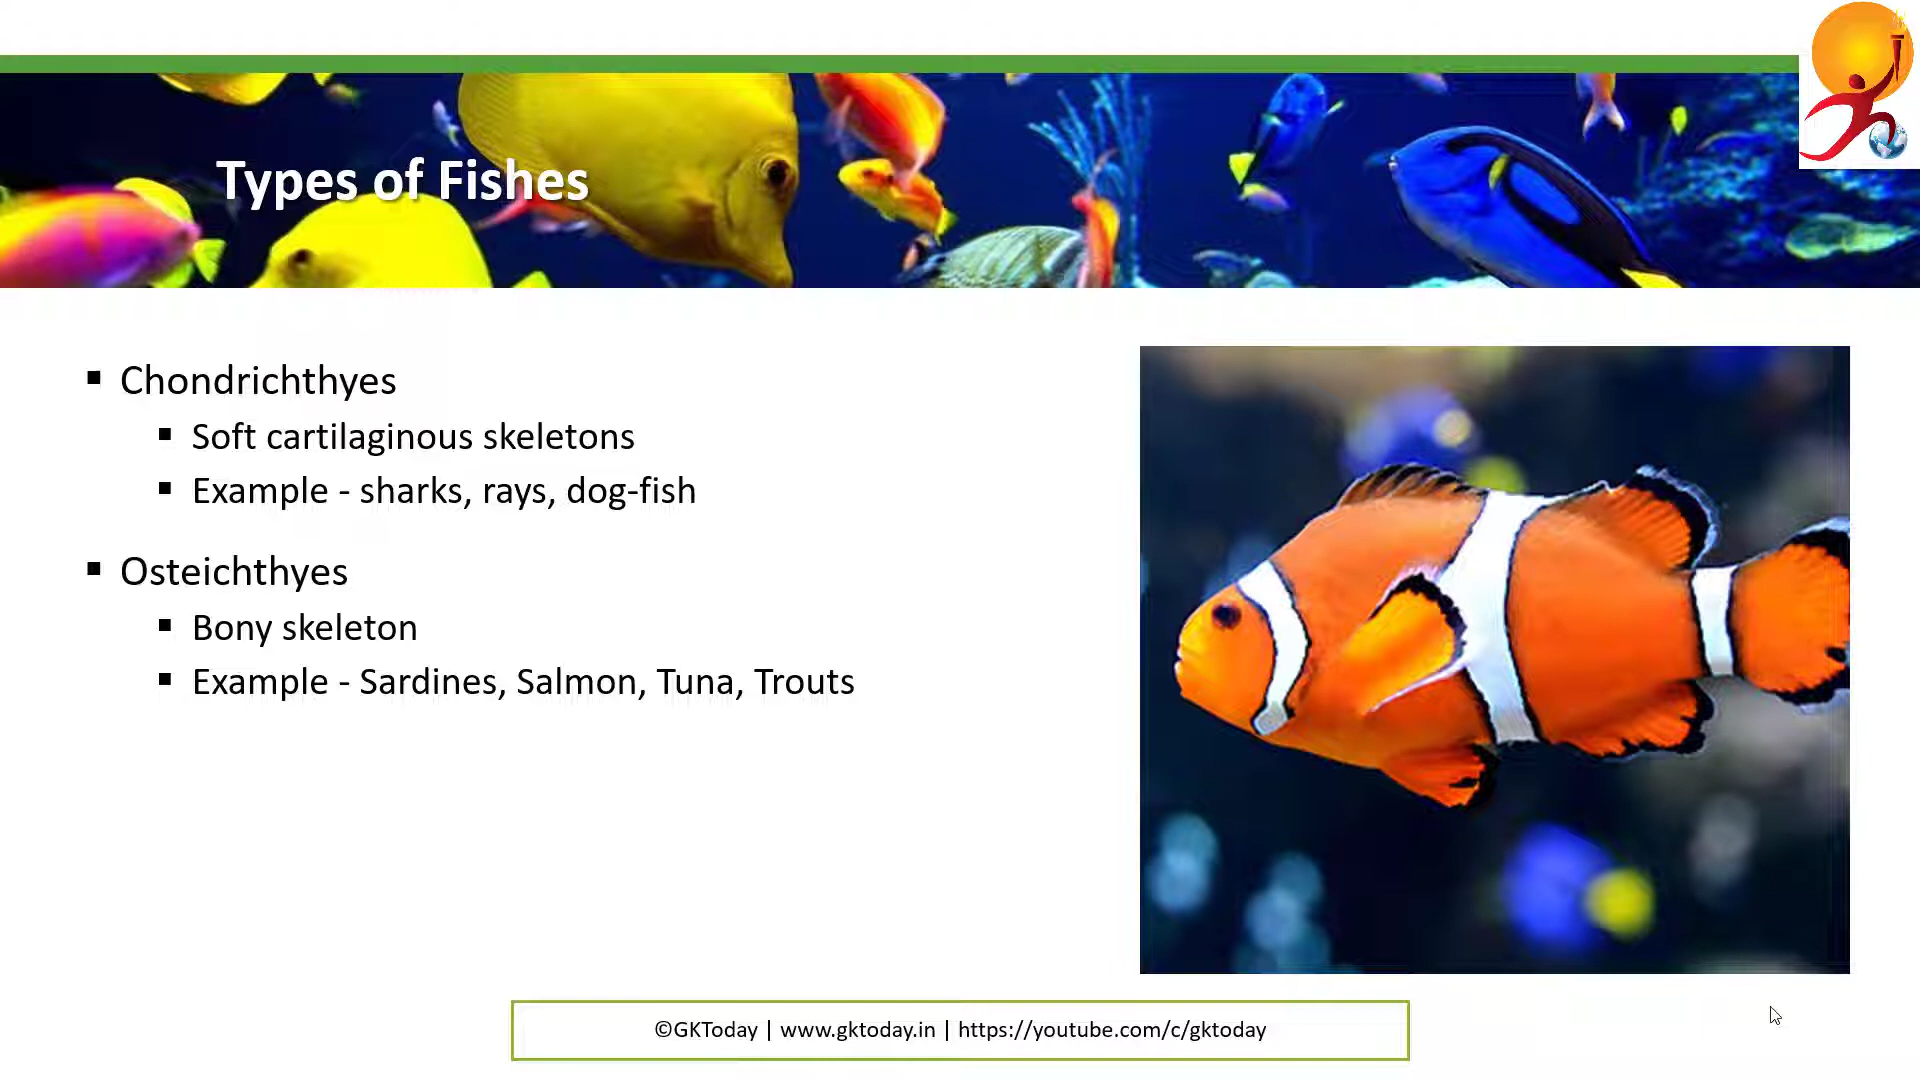 Types of Fishes
Chondrichthyes
Soft cartilaginous skeletons
Example - sharks, rays, dog-fish
Osteichthyes
Bony skeleton
Example - Sardines, Salmon, Tuna, Trouts
©GKToday | www.gktoday.in | https://youtube.com/c/gktoday